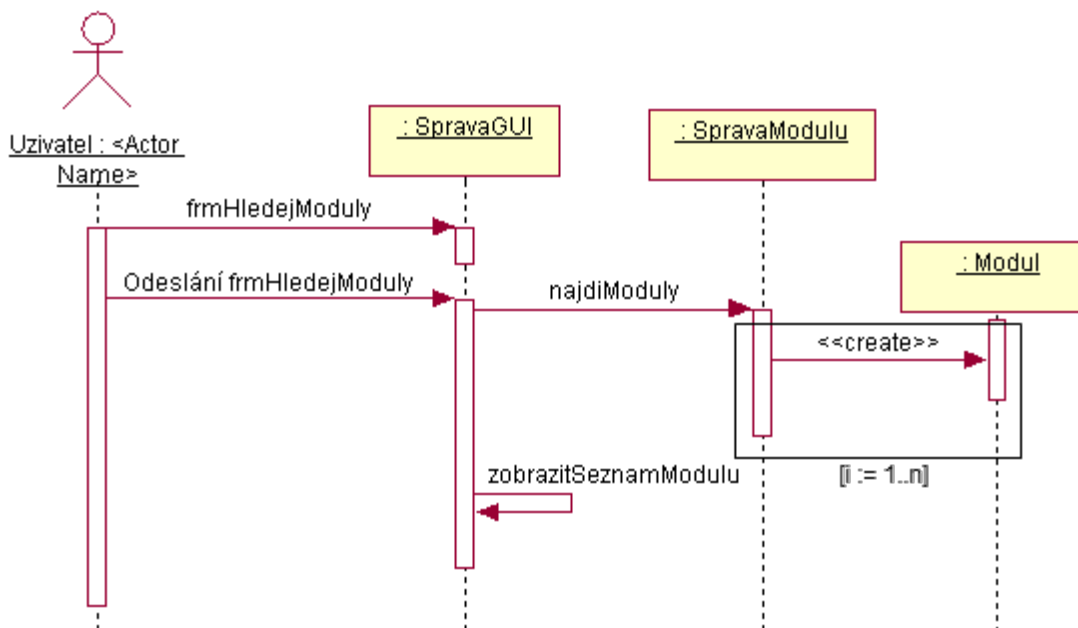 Uzivatel : <Actor
Name>
: SpravaGUI
: SpravaModulu
: Modul
frmHledejModuly
Odeslání frmHledejModuly
najdiModuly
<<create>>
zobrazitSeznamModulu
[i := 1..n]